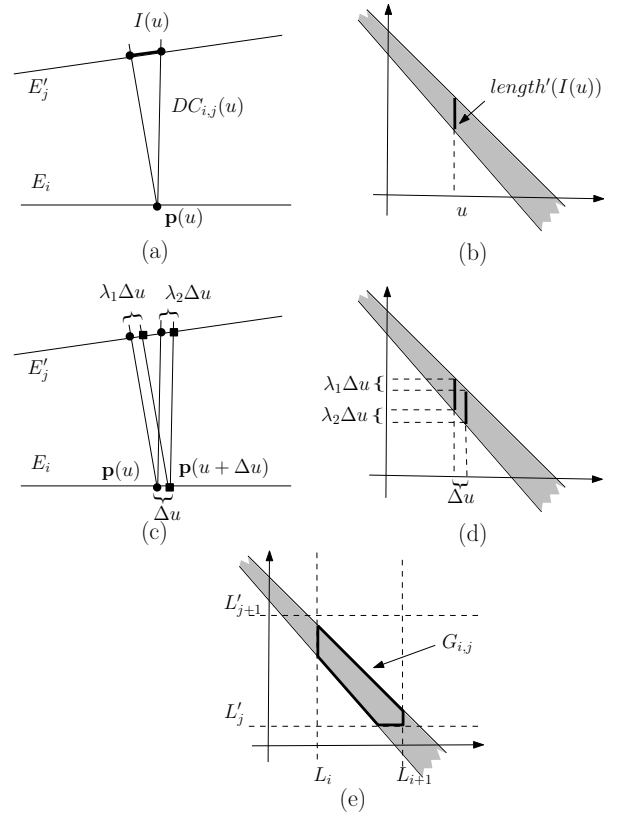 I(u)
E'_j
DC_{i,j}(u)
E_i
p(u)
(a)
length'(I(u))
u
(b)
λ_1Δu λ_2Δu
E'_j
E_i
p(u) p(u + Δu)
Δu
(c)
λ_1Δu {
λ_2Δu {
Δu
(d)
L'_{j+1}
G_{i,j}
L'_j
L_i L_{i+1}
(e)